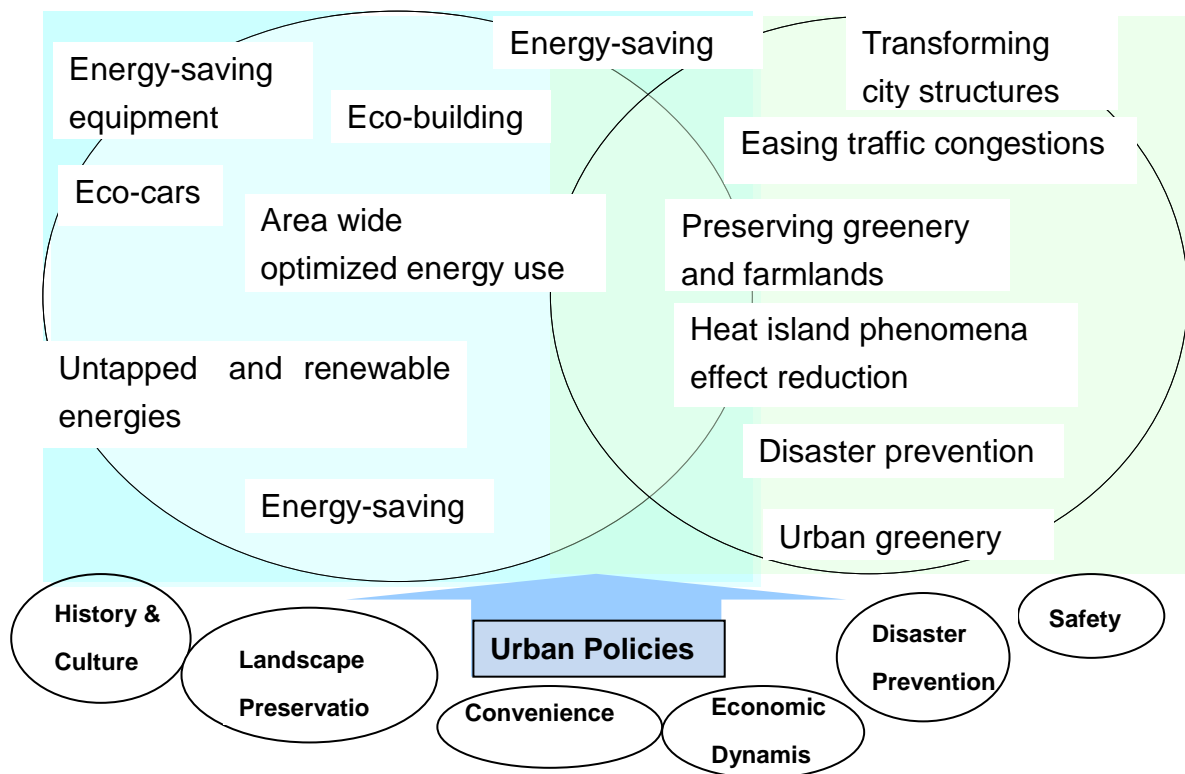 Energy-saving
Transforming
city structures
Energy-saving
equipment
Eco-building
Easing traffic congestions
Eco-cars
Area wide
optimized energy use
Preserving greenery
and farmlands
Heat island phenomena
effect reduction
Untapped and renewable
energies
Disaster prevention
Energy-saving
Urban greenery
History &
Culture
Landscape
Preservatio
Urban Policies
Convenience
Economic
Dynamis
Disaster
Prevention
Safety